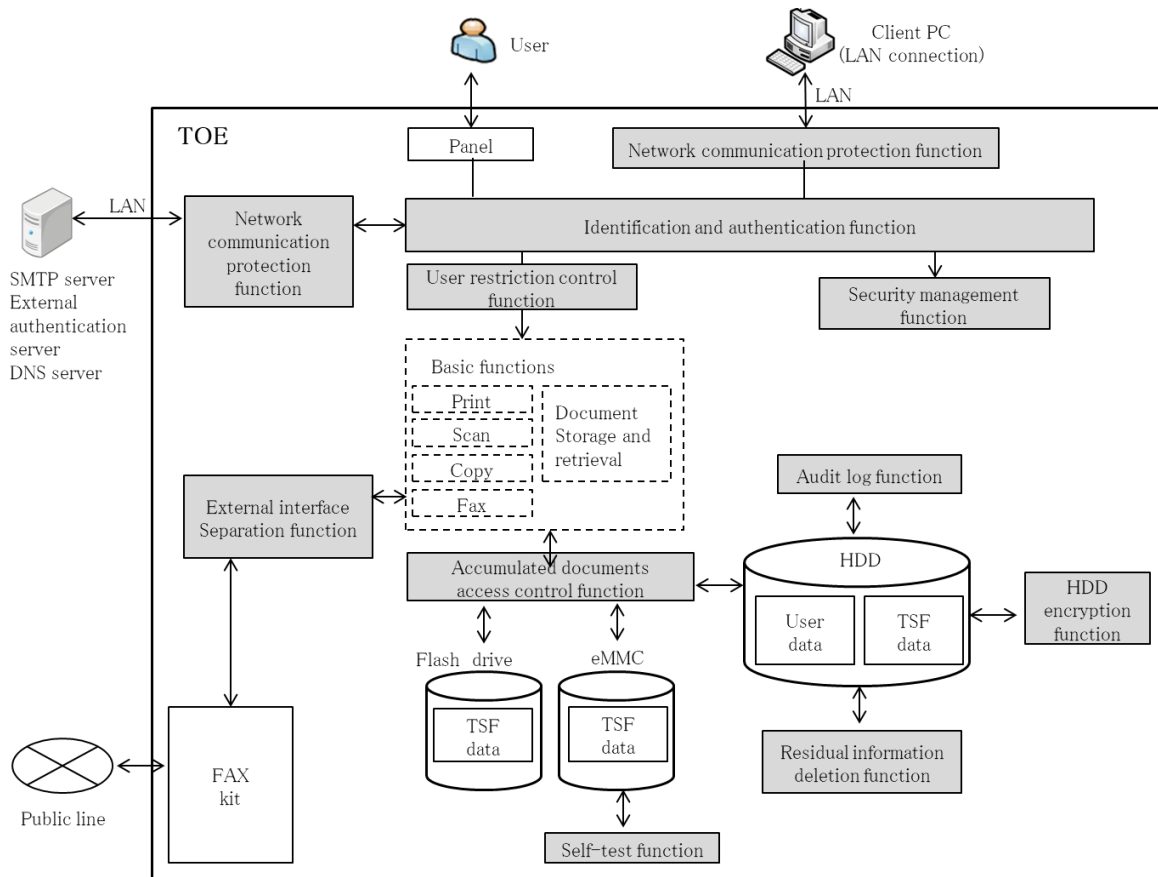 User
Client PC
(LAN connection)
LAN
TOE
Panel
Network communication protection function
LAN
Network
communication
protection
function
Identification and authentication function
SMTP server
External
authentication
server
DNS server
User restriction control
function
Security management
function
Basic functions
Print
Scan
Copy
Fax
Document
Storage and
retrieval
External interface
Separation function
Audit log function
Accumulated documents
access control function
HDD
User
data
TSF
data
HDD
encryption
function
Flash drive
TSF
data
eMMC
TSF
data
Residual information
deletion function
FAX
kit
Public line
Self-test function